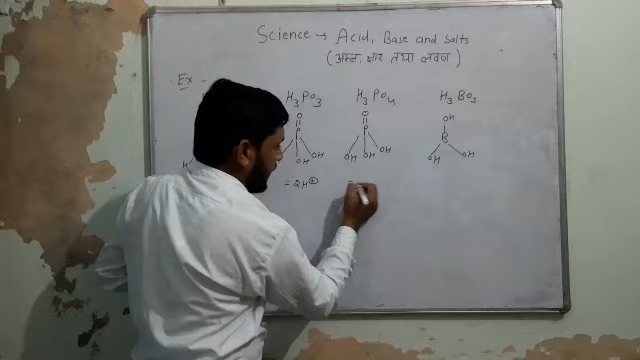 Science → Acid, Base and Salts
(अम्ल, क्षार तथा लवण)
Ex -
H₃PO₃ H₃PO₄ H₃BO₃
O O OH
P P B
OH OH OH OH OH OH OH
H
= 2H⊕ =